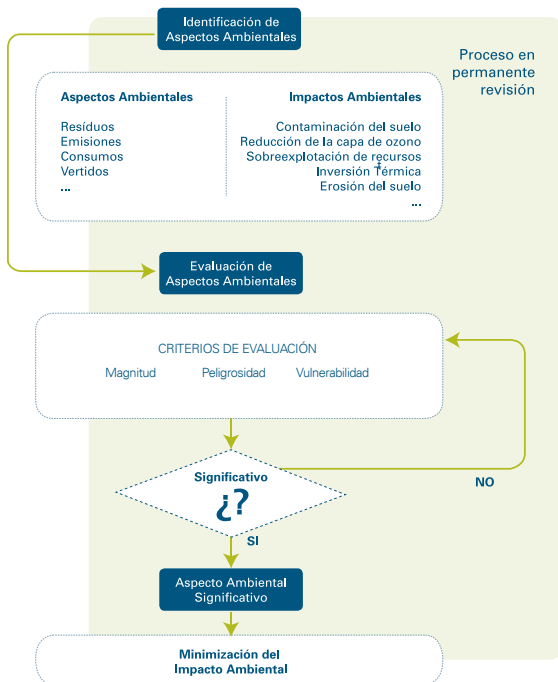 Identificación de
Aspectos Ambientales
Proceso en
permanente
revisión
Aspectos Ambientales
Resíduos
Emisiones
Consumos
Vertidos
...
Impactos Ambientales
Contaminación del suelo
Reducción de la capa de ozono
Sobreexplotación de recursos
Inversión Térmica
Erosión del suelo
...
Evaluación de
Aspectos Ambientales
CRITERIOS DE EVALUACIÓN
Magnitud Peligrosidad Vulnerabilidad
Significativo
¿?
NO
SI
Aspecto Ambiental
Significativo
Minimización del
Impacto Ambiental